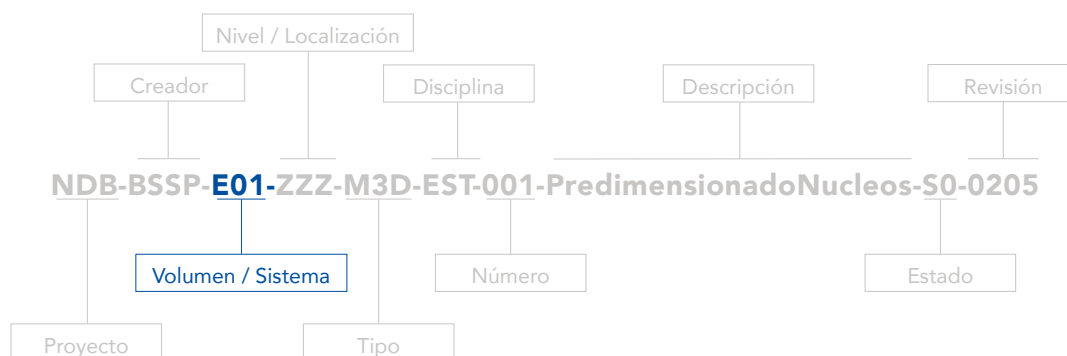 Nivel / Localización
Creador
Disciplina
Descripción
Revisión
NDB-BSSP-E01-ZZZ-M3D-EST-001-PredimensionadoNucleos-S0-0205
Volumen / Sistema
Número
Estado
Proyecto
Tipo